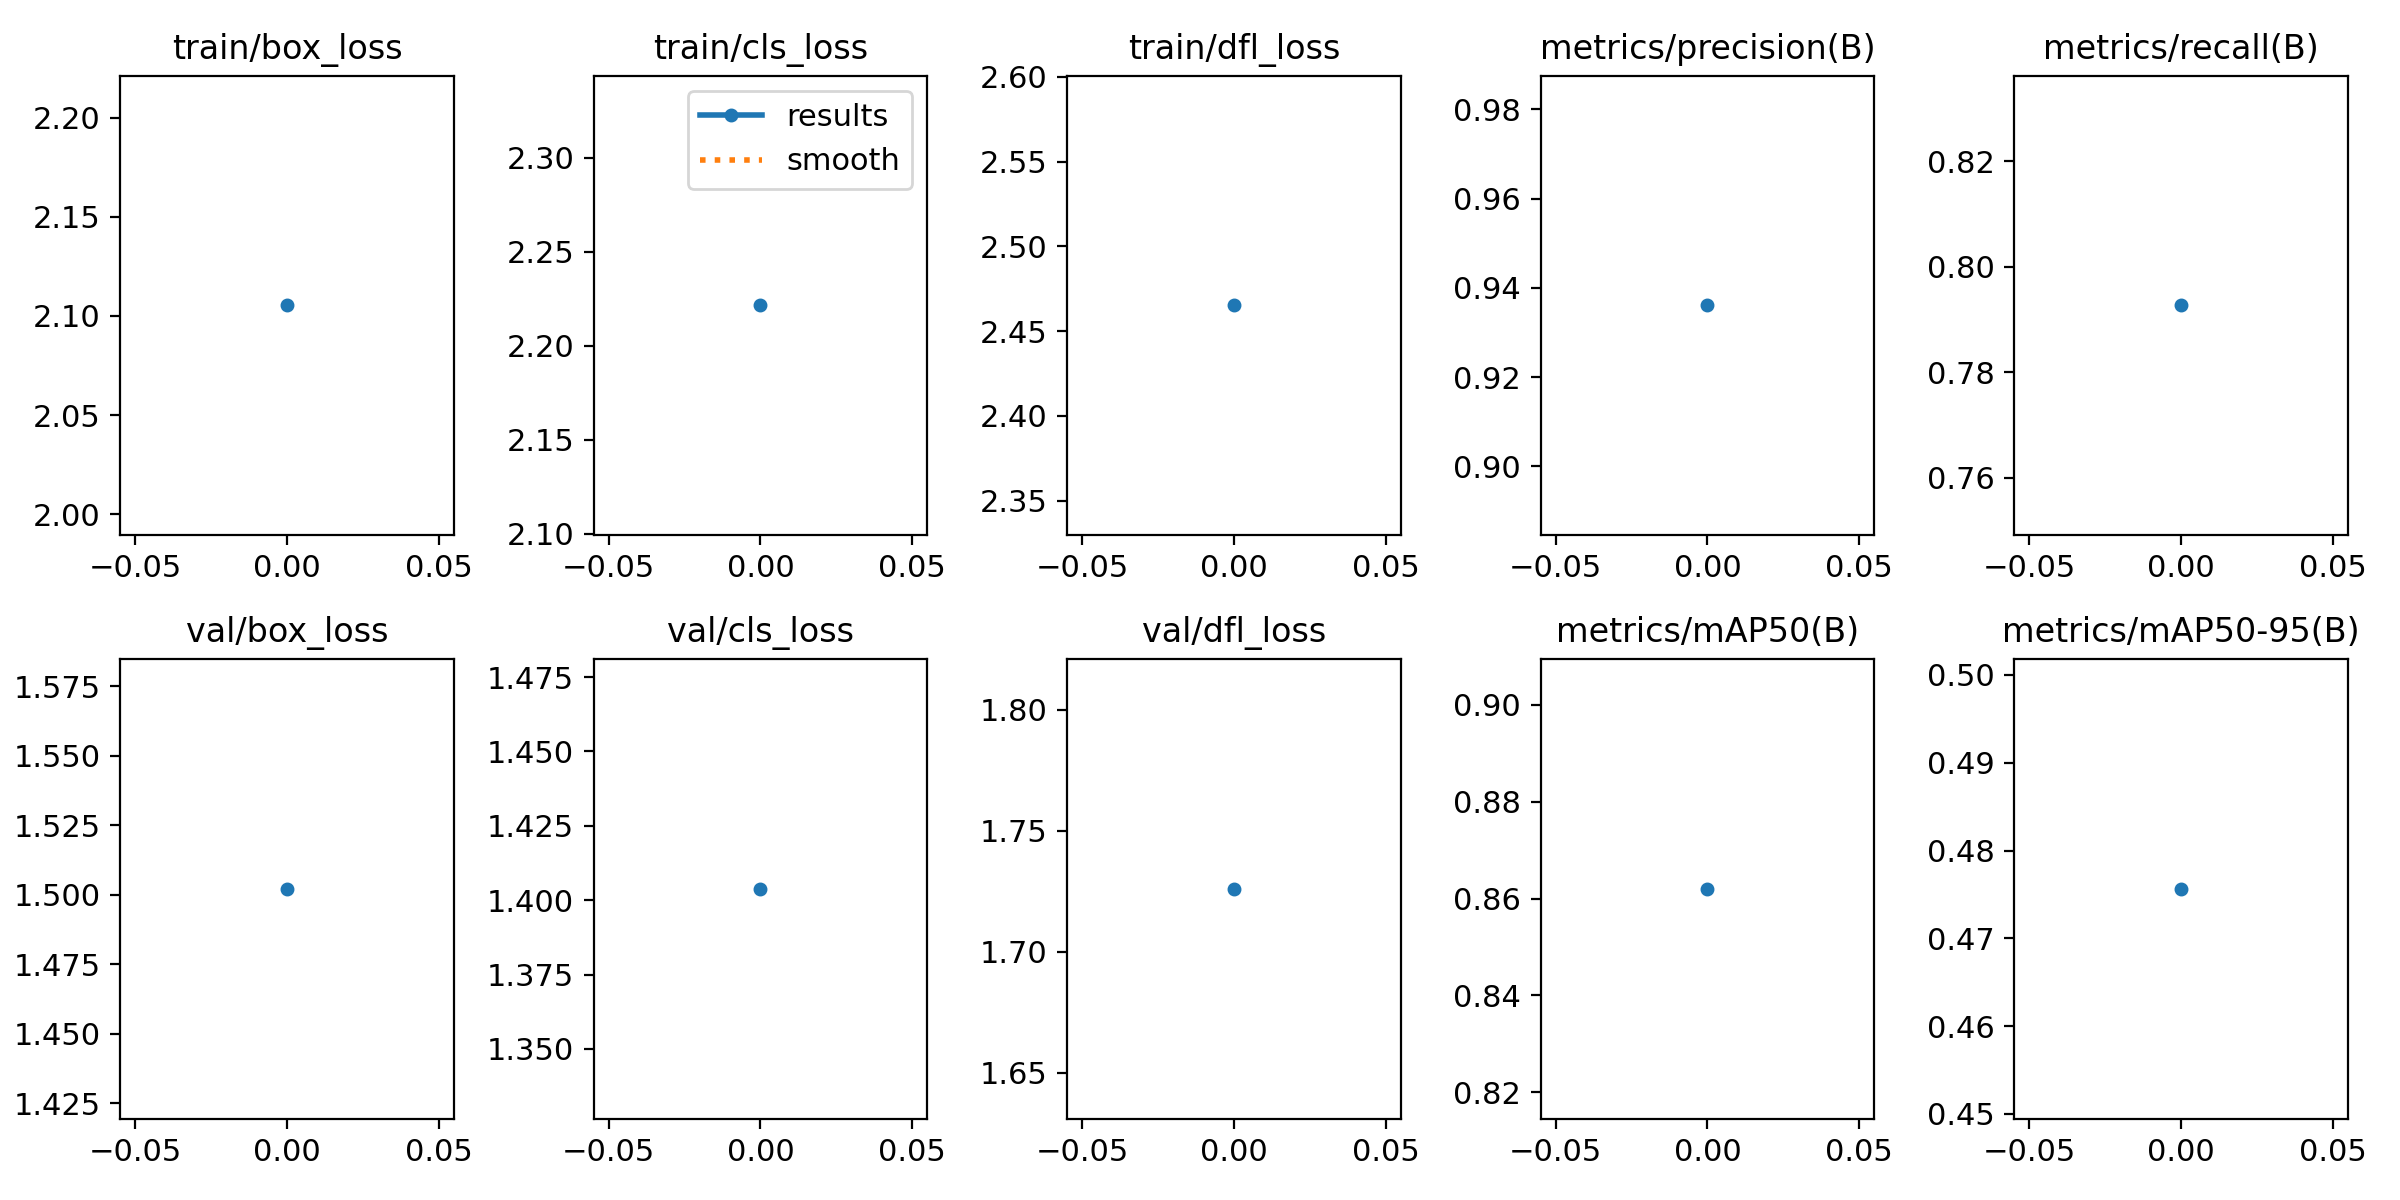 train/box_loss
2.20
2.15
2.10
2.05
2.00
−0.05 0.00 0.05
train/cls_loss
results
smooth
2.30
2.25
2.20
2.15
2.10
−0.05 0.00 0.05
train/dfl_loss
2.60
2.55
2.50
2.45
2.40
2.35
−0.05 0.00 0.05
metrics/precision(B)
0.98
0.96
0.94
0.92
0.90
−0.05 0.00 0.05
metrics/recall(B)
0.82
0.80
0.78
0.76
−0.05 0.00 0.05
val/box_loss
1.575
1.550
1.525
1.500
1.475
1.450
1.425
−0.05 0.00 0.05
val/cls_loss
1.475
1.450
1.425
1.400
1.375
1.350
−0.05 0.00 0.05
val/dfl_loss
1.80
1.75
1.70
1.65
−0.05 0.00 0.05
metrics/mAP50(B)
0.90
0.88
0.86
0.84
0.82
−0.05 0.00 0.05
metrics/mAP50-95(B)
0.50
0.49
0.48
0.47
0.46
0.45
−0.05 0.00 0.05